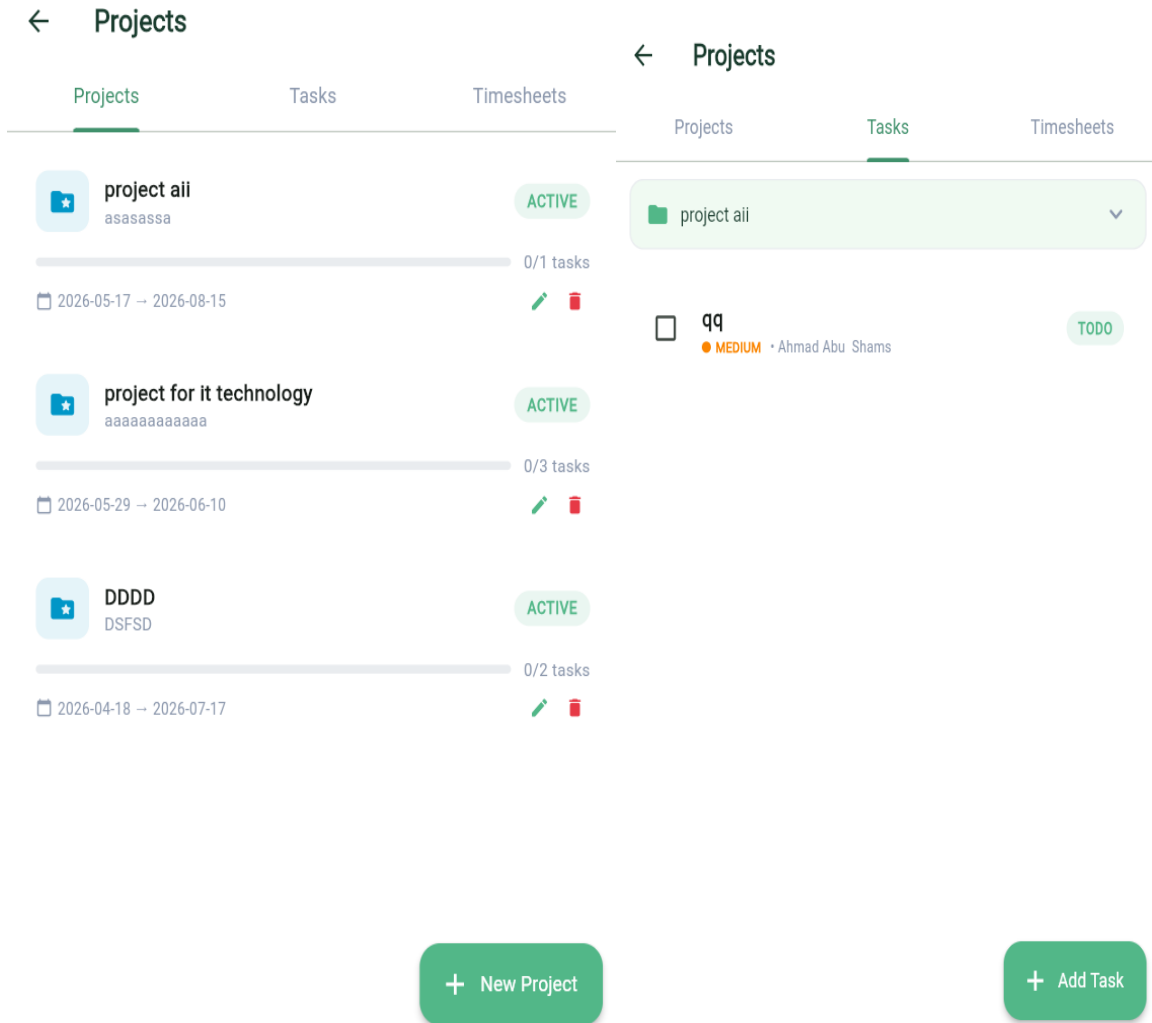 Projects
Projects Tasks Timesheets
project aii
asasassa
ACTIVE
0/1 tasks
2026-05-17 → 2026-08-15
project for it technology
aaaaaaaaaaaa
ACTIVE
0/3 tasks
2026-05-29 → 2026-06-10
DDDD
DSFSD
ACTIVE
0/2 tasks
2026-04-18 → 2026-07-17
+ New Project
Projects
Projects Tasks Timesheets
project aii
qq
MEDIUM • Ahmad Abu Shams
TODO
+ Add Task